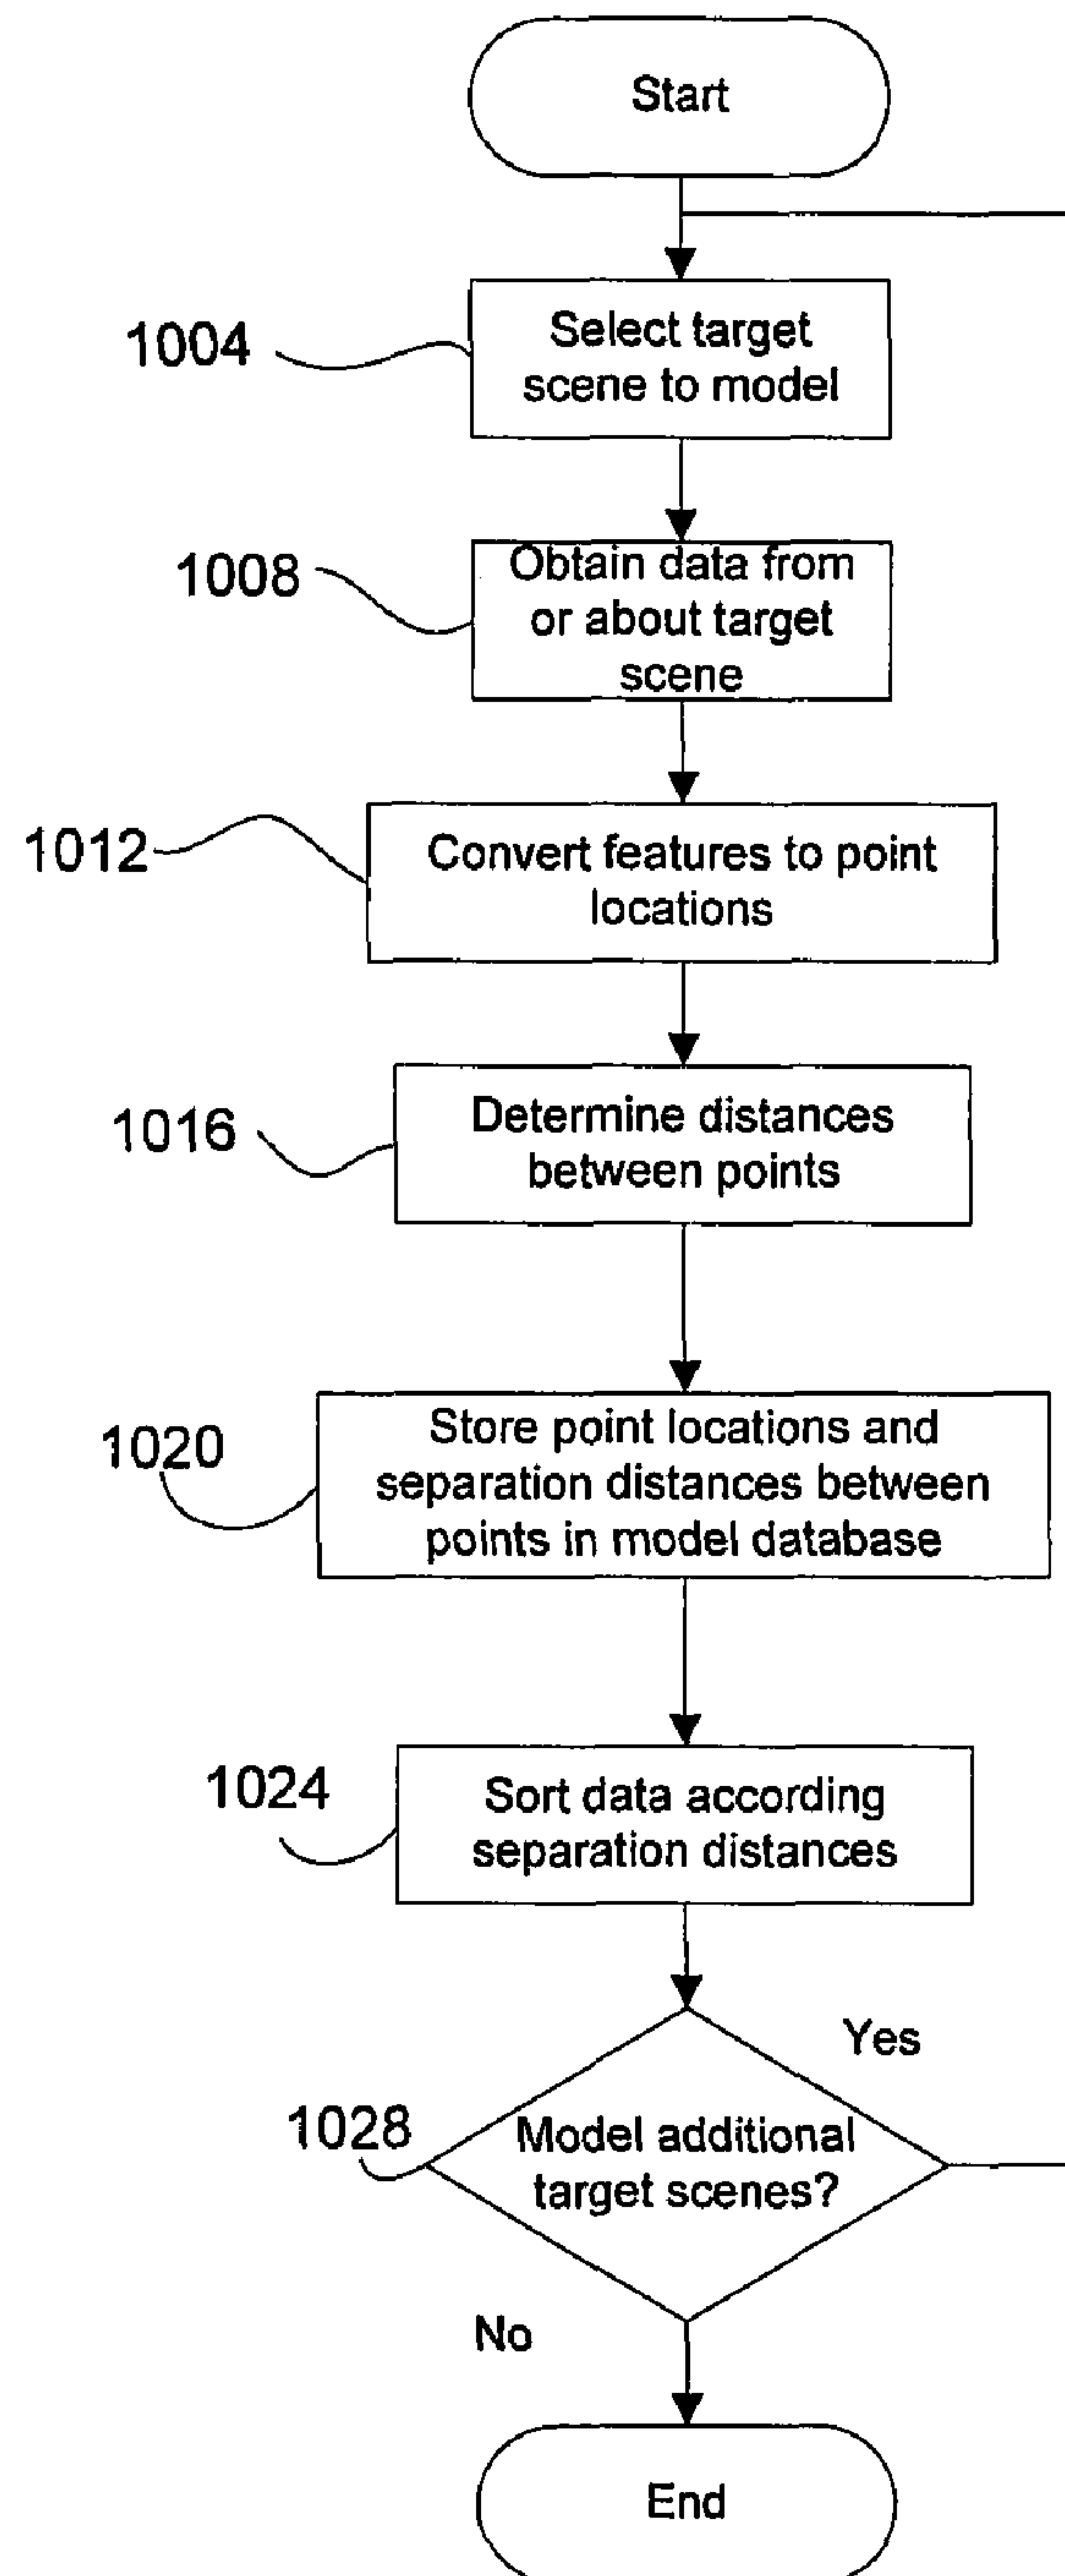 Start
1004
Select target
scene to model
1008
Obtain data from
or about target
scene
1012
Convert features to point
locations
1016
Determine distances
between points
1020
Store point locations and
separation distances between
points in model database
1024
Sort data according
separation distances
Yes
1028
Model additional
target scenes?
No
End